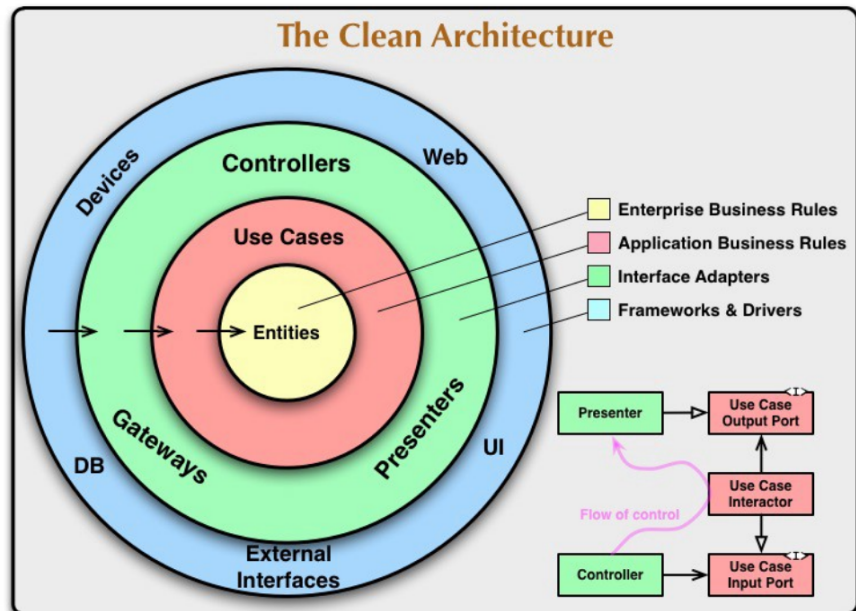 The Clean Architecture
Devices
Controllers
Web
Use Cases
Entities
Gateways
Presenters
DB
UI
External
Interfaces
Enterprise Business Rules
Application Business Rules
Interface Adapters
Frameworks & Drivers
Presenter
<I>
Use Case
Output Port
Use Case
Interactor
Flow of control
Controller
<I>
Use Case
Input Port